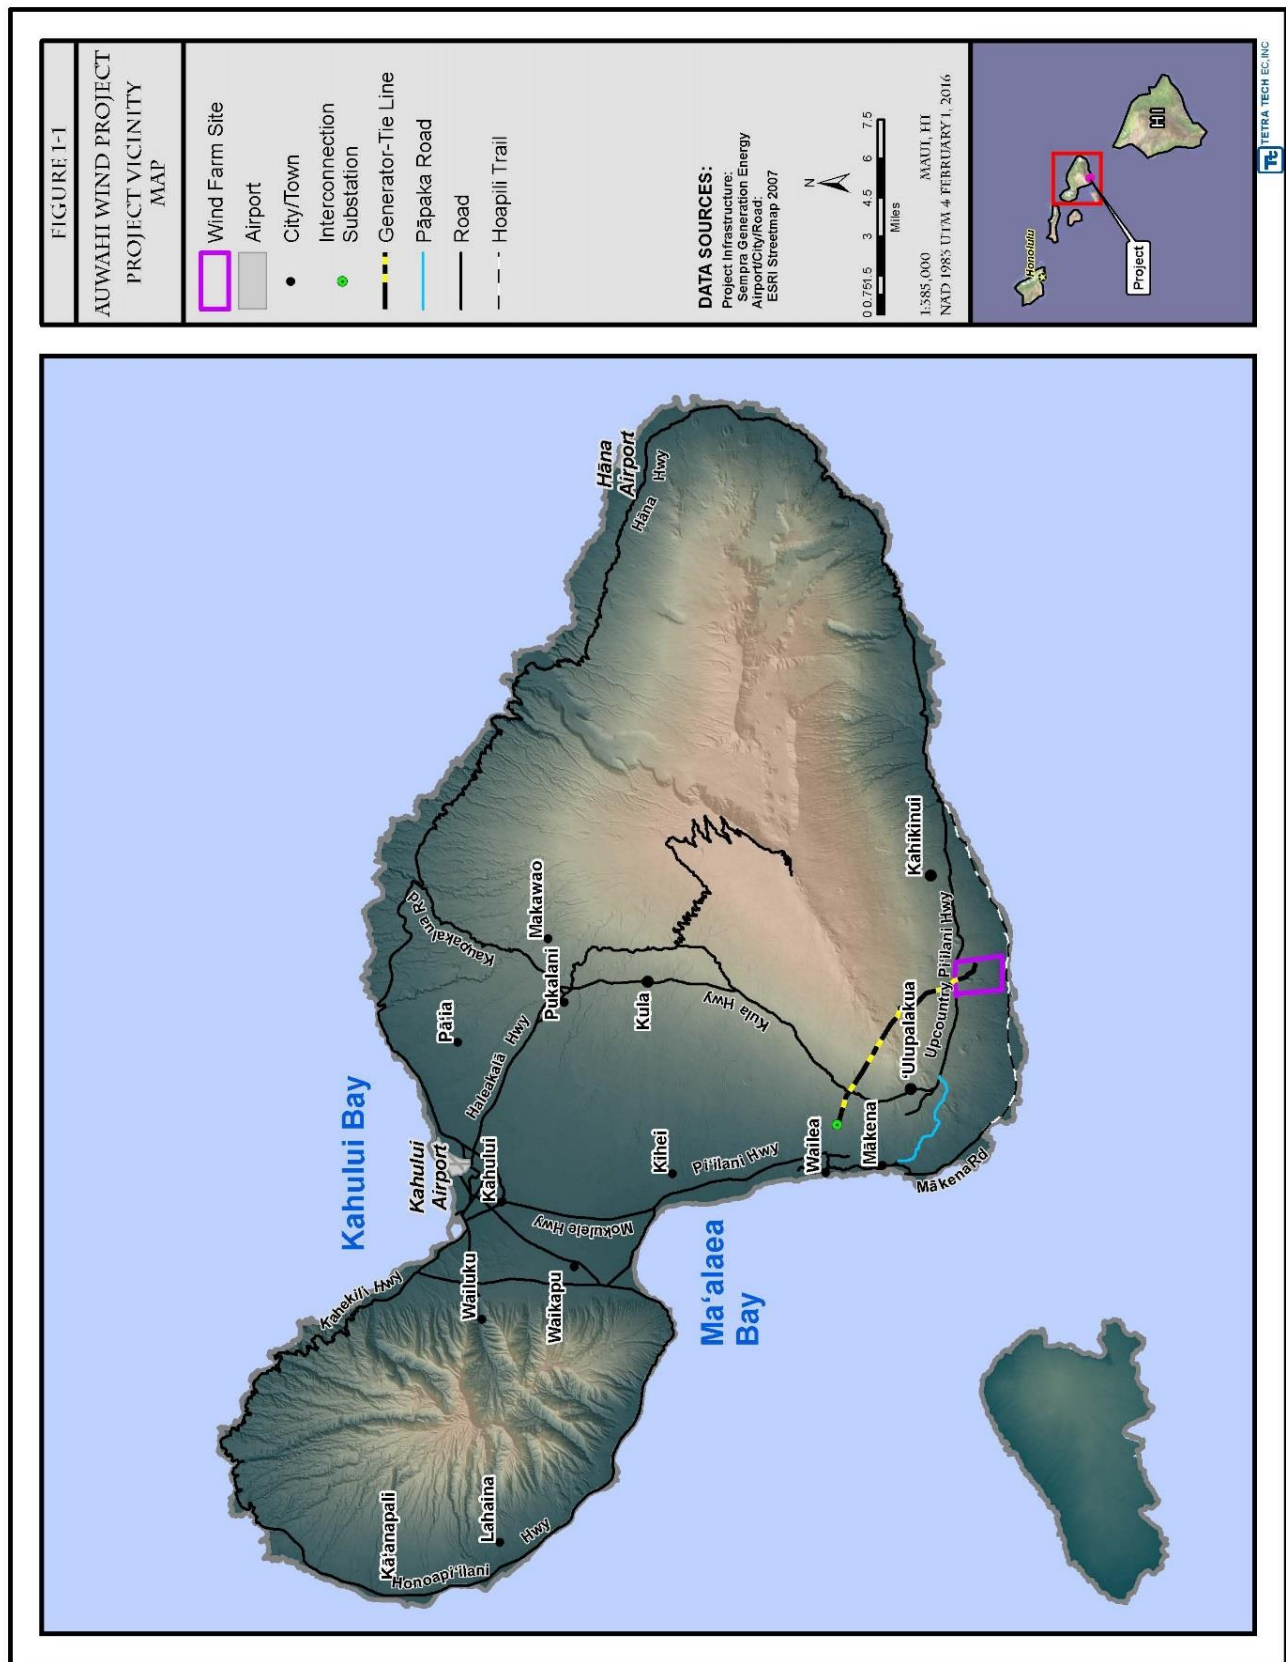 FIGURE 1-1
AUWAHI WIND PROJECT
PROJECT VICINITY
MAP
Wind Farm Site
Airport
City/Town
Interconnection
Substation
Generator-Tie Line
Pāpaka Road
Road
Hoapili Trail
DATA SOURCES:
Project Infrastructure:
Sempra Generation Energy
Airport/City/Road:
ESRI Streetmap 2007
N
0 0.75 1.5 3 4.5 6 7.5
Miles
1:385,000 MAUI, HI
NAD 1983 UTM 4 FEBRUARY 1, 2016
Honolulu
HI
Project
Tt TETRA TECH EC, INC
Kahului Bay
Kahului
Airport
Hāna
Airport
Hāna Hwy
Kaupakalua Rd
Pā'ia
Makawao
Haleakalā Hwy
Pukalani
Kula
Kula Hwy
Kahului
Kaheki'i Hwy
Wailuku
Waikapu
Mokulele Hwy
Kā'anapali
Lahaina
Honoapi'ilani Hwy
Ma'alaea
Bay
Kihei
Pi'ilani Hwy
Wailea
Mākena
Mākena Rd
'Ulupalakua
Upcountry Pi'ilani Hwy
Kahikinui